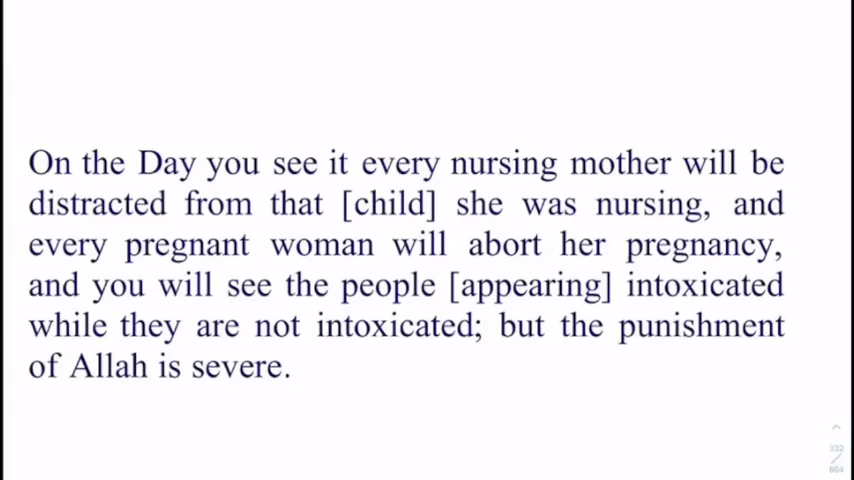 On the Day you see it every nursing mother will be
distracted from that [child] she was nursing, and
every pregnant woman will abort her pregnancy,
and you will see the people [appearing] intoxicated
while they are not intoxicated; but the punishment
of Allah is severe.
332
604